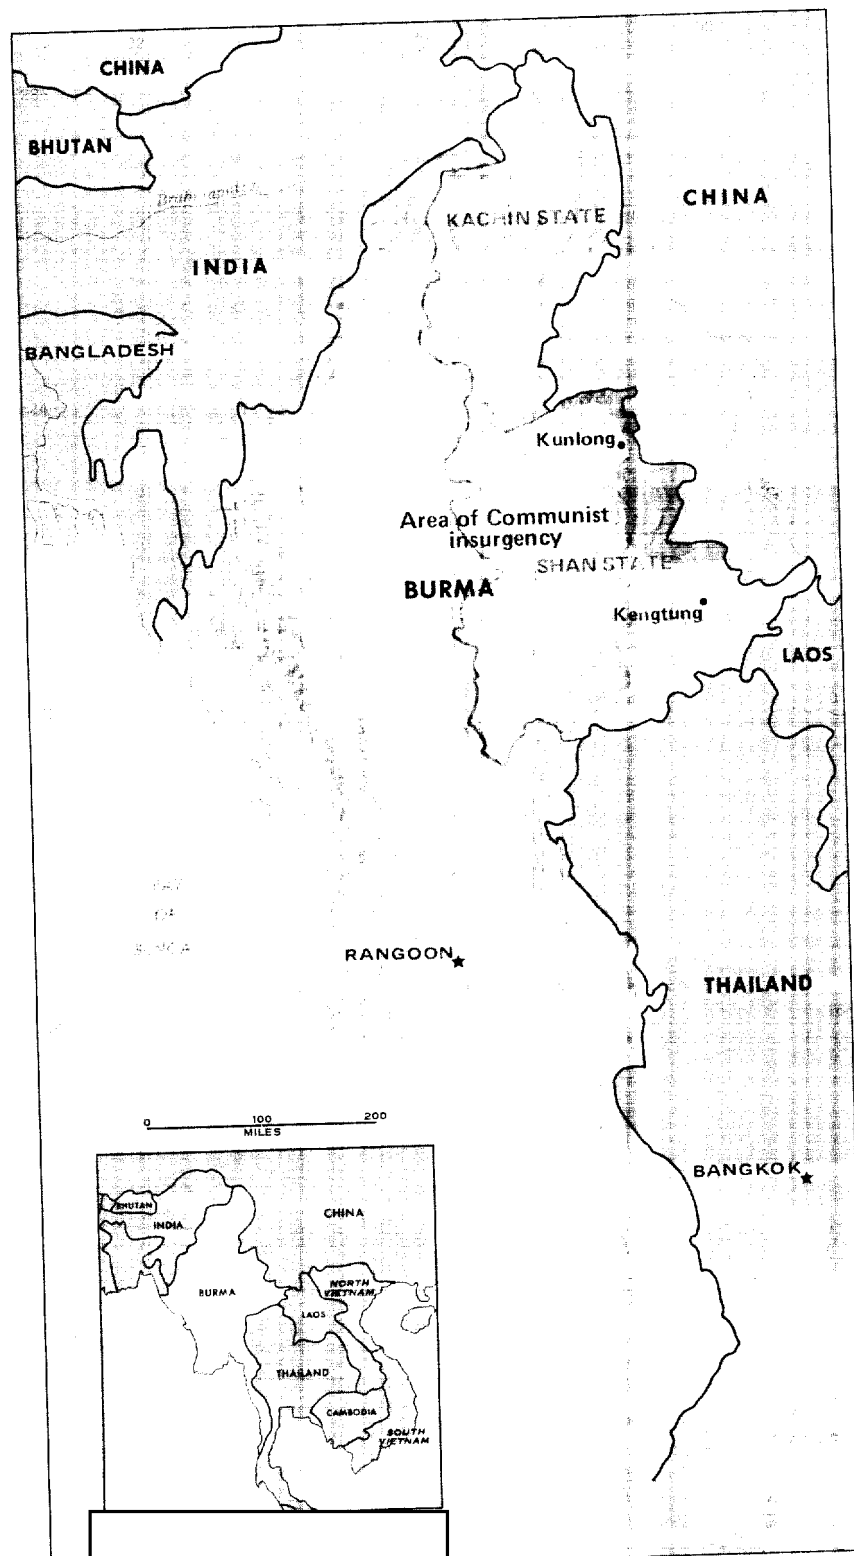 CHINA
BHUTAN
KACHIN STATE
CHINA
INDIA
BANGLADESH
Kunlong
Area of Communist
insurgency
SHAN STATE
BURMA
Kengtung
LAOS
RANGOON
THAILAND
0 100 200
MILES
BANGKOK
BHUTAN
INDIA
CHINA
BURMA
NORTH
VIETNAM
LAOS
THAILAND
CAMBODIA
SOUTH
VIETNAM